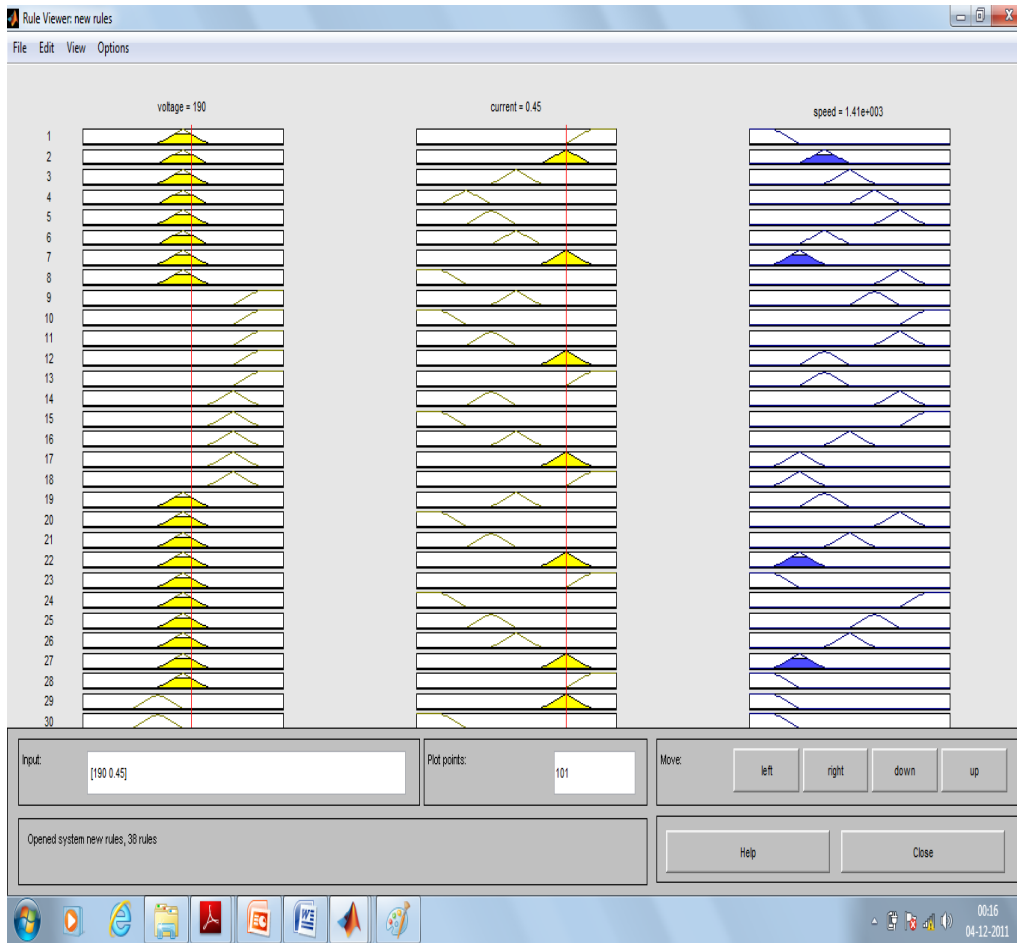 Rule Viewer: new rules
File Edit View Options
voltage = 190
current = 0.45
speed = 1.41e+003
1
2
3
4
5
6
7
8
9
10
11
12
13
14
15
16
17
18
19
20
21
22
23
24
25
26
27
28
29
30
Input:
[190 0.45]
Plot points:
101
Move:
left
right
down
up
Opened system new rules, 38 rules
Help
Close
00:16
04-12-2011